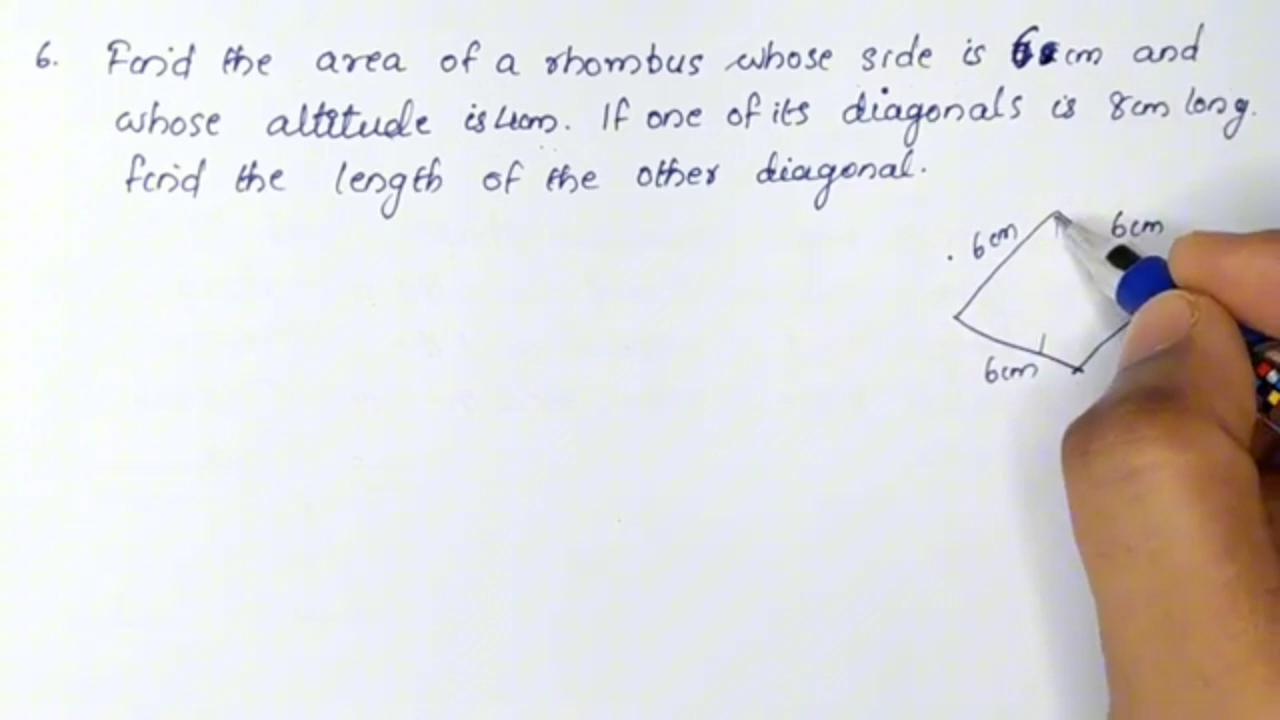 6. Find the area of a rhombus whose side is 6cm and
whose altitude is 4cm. If one of its diagonals is 8cm long.
find the length of the other diagonal.
6cm 6cm
6cm